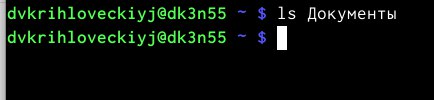 dvkrihloveckiyj@dk3n55 ~ $ ls Документы
dvkrihloveckiyj@dk3n55 ~ $